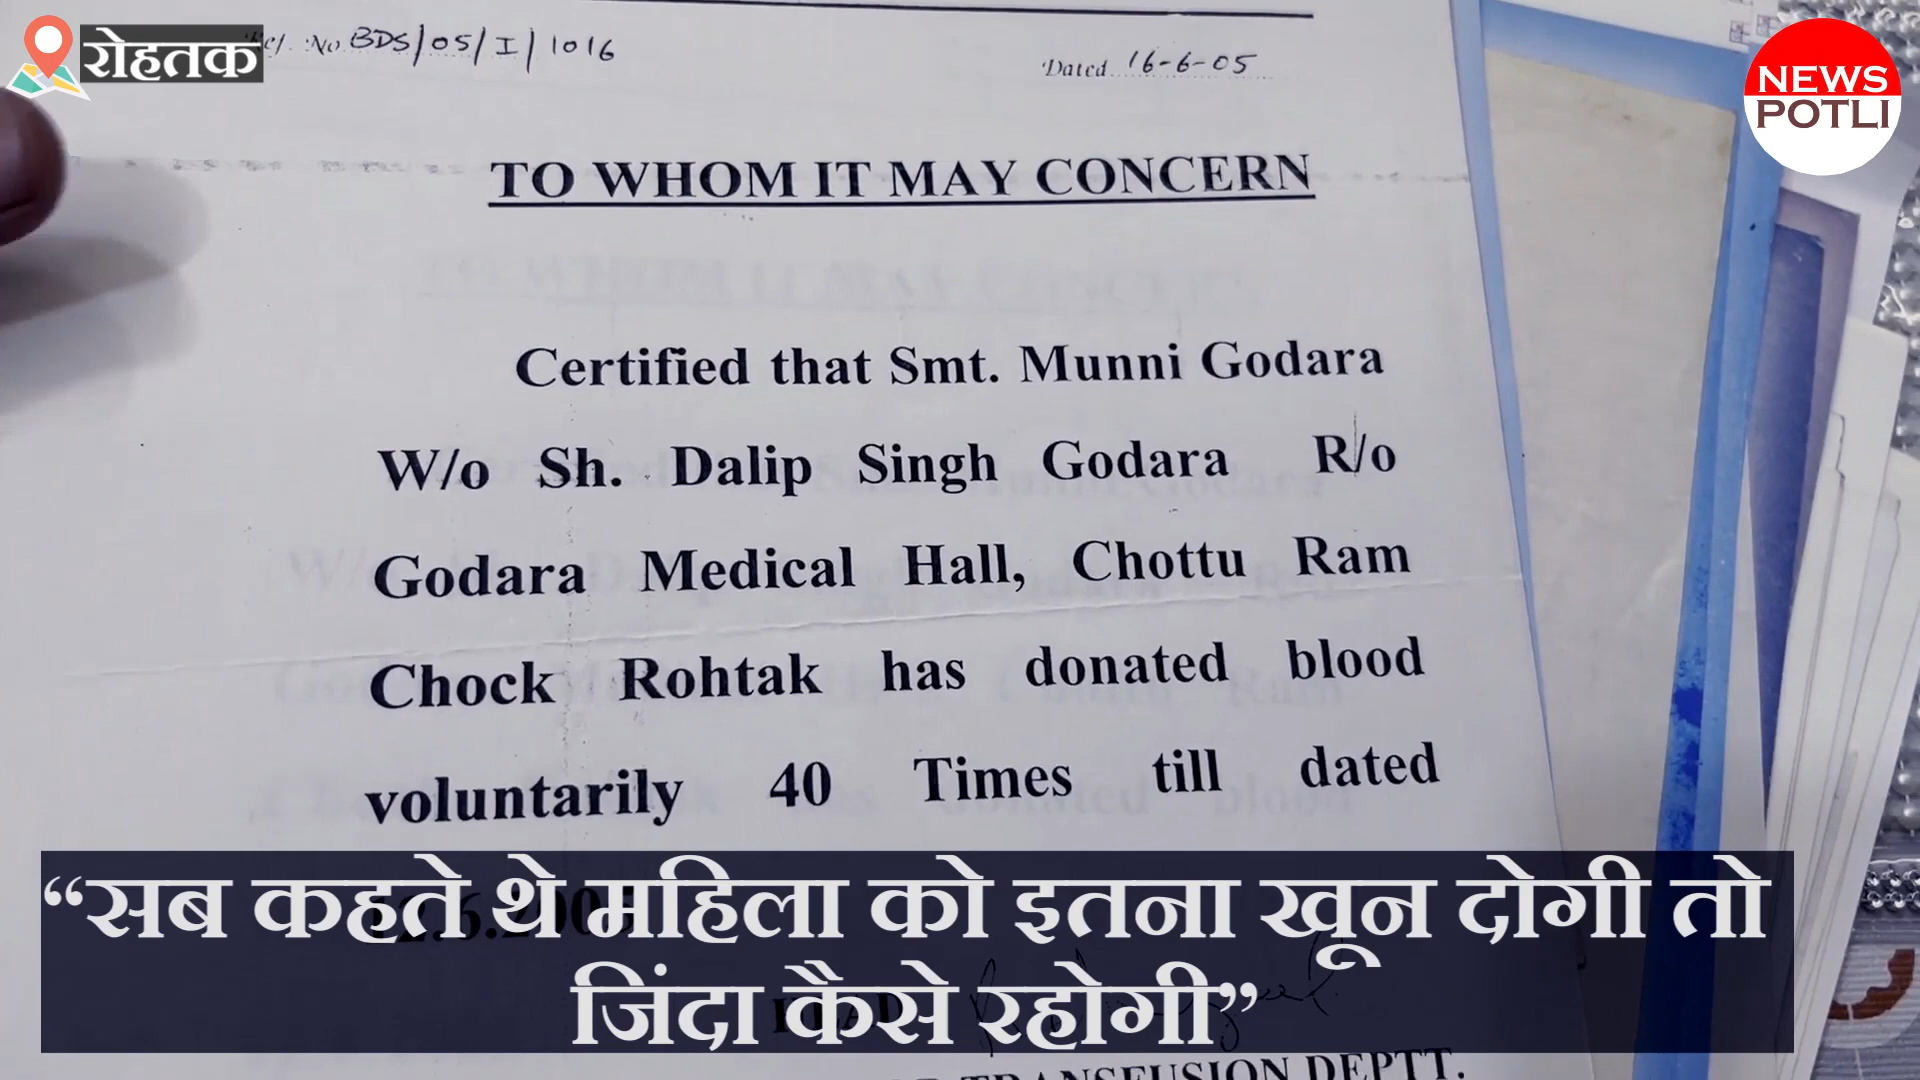 रोहतक
Ref. No. BDS/05/I/1016
Dated 16-6-05
NEWS
POTLI
TO WHOM IT MAY CONCERN
Certified that Smt. Munni Godara
W/o Sh. Dalip Singh Godara R/o
Godara Medical Hall, Chottu Ram
Chock Rohtak has donated blood
voluntarily 40 Times till dated
“सब कहते थे महिला को इतना खून दोगी तो
जिंदा कैसे रहोगी”
TRANSFUSION DEPTT.